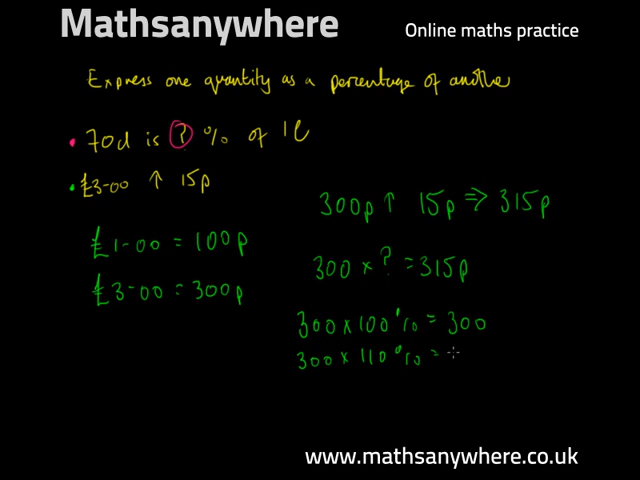 Mathsanywhere
Online maths practice
Express one quantity as a percentage of another
• 70cl is ? % of 1l
• £3-00 ↑ 15p
£1-00 = 100p
£3-00 = 300p
300p ↑ 15p => 315p
300 x ? = 315p
300 x 100% = 300
300 x 110% =
www.mathsanywhere.co.uk